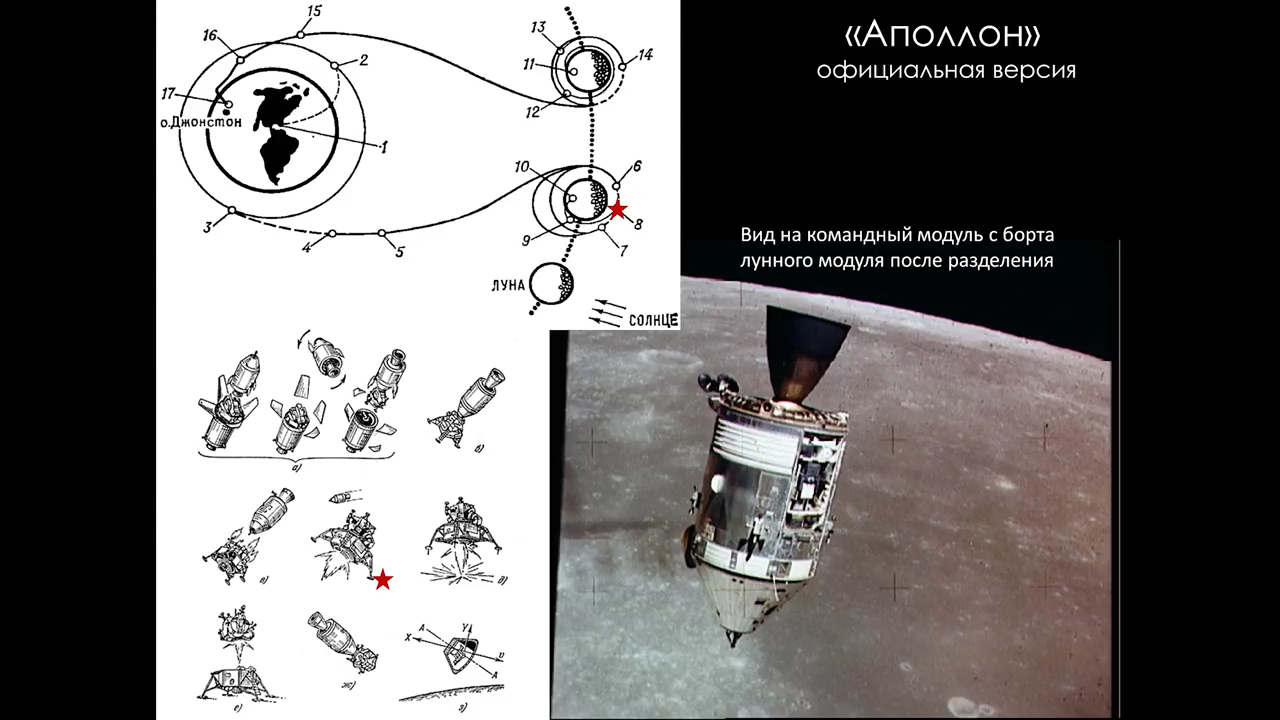 «Аполлон»
официальная версия
15
16
2
17
о.Джонстон
1
3
4
5
13
11
14
12
10
6
8
9
7
ЛУНА
СОЛНЦЕ
Вид на командный модуль с борта
лунного модуля после разделения
а)
б)
г)
д)
е)
ж)
з)
А
Y
X
А